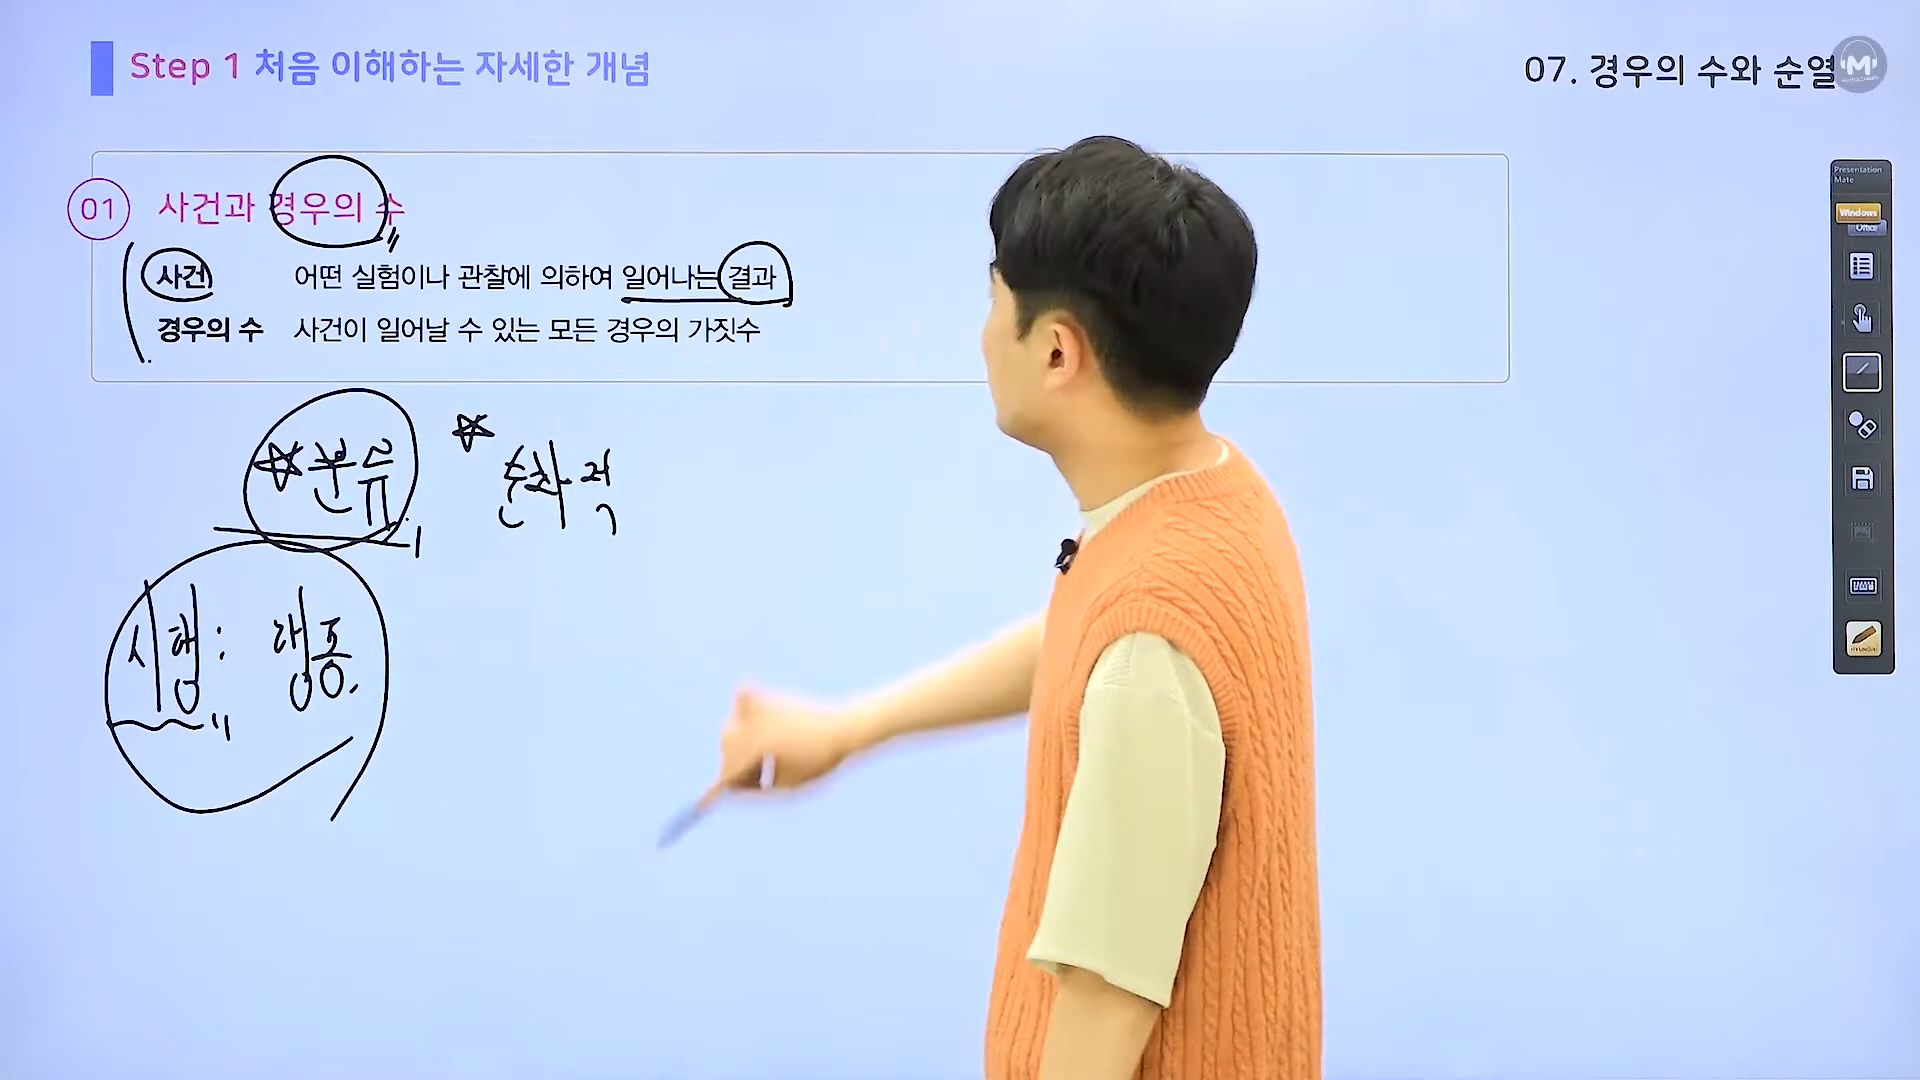 Step 1 처음 이해하는 자세한 개념
07. 경우의 수와 순열
M
01 사건과 경우의 수
사건 어떤 실험이나 관찰에 의하여 일어나는 결과
경우의 수 사건이 일어날 수 있는 모든 경우의 가짓수
분류
순차적
시행: 행동.
Presentation
Mate
Windows
Office